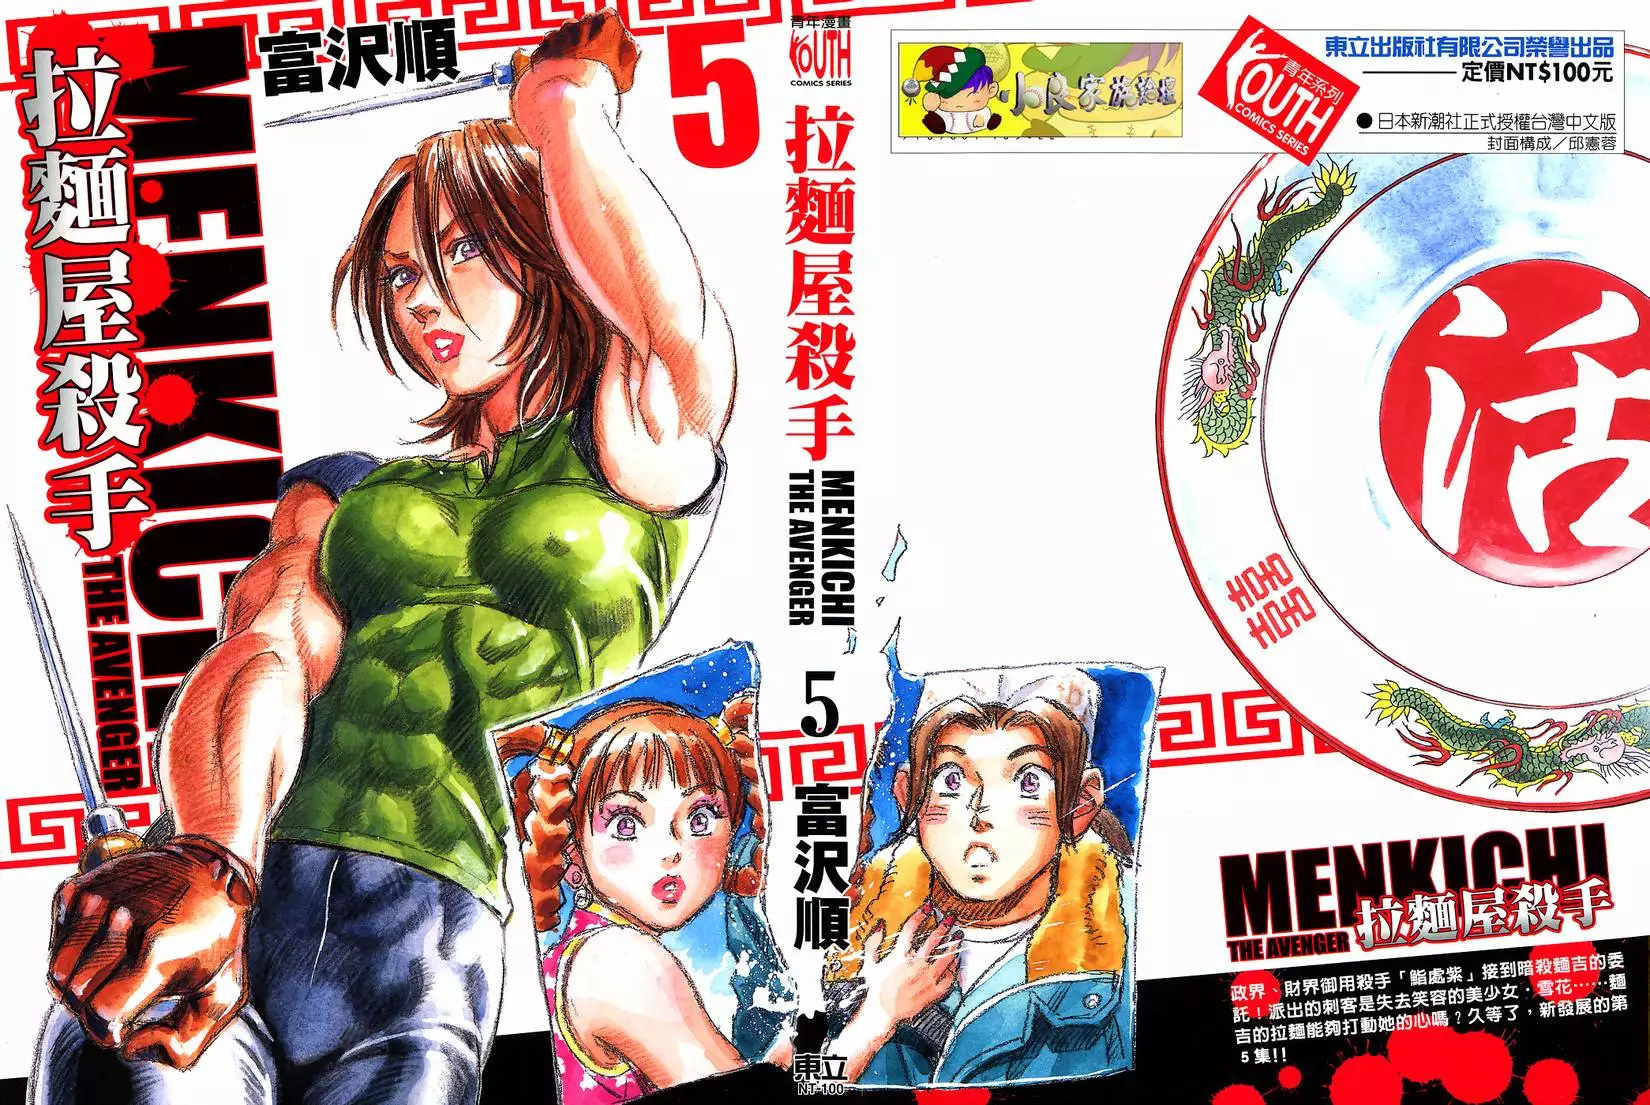 富沢順
5
拉麵屋殺手
MENKICHI
THE AVENGER
青年漫畫
YOUTH
COMICS SERIES
拉麵屋殺手
MENKICHI
THE AVENGER
5
富沢順
東立
NT-100
小良家族論壇
青年系列
YOUTH
COMICS SERIES
東立出版社有限公司榮譽出品
定價NT$100元
●日本新潮社正式授權台灣中文版
封面構成／邱憲蓉
活
囍
MENKICHI
THE AVENGER
拉麵屋殺手
政界、財界御用殺手「鮨處紫」接到暗殺麵吉的委
託！派出的刺客是失去笑容的美少女．雪花……麵
吉的拉麵能夠打動她的心嗎？久等了，新發展的第
5集!!